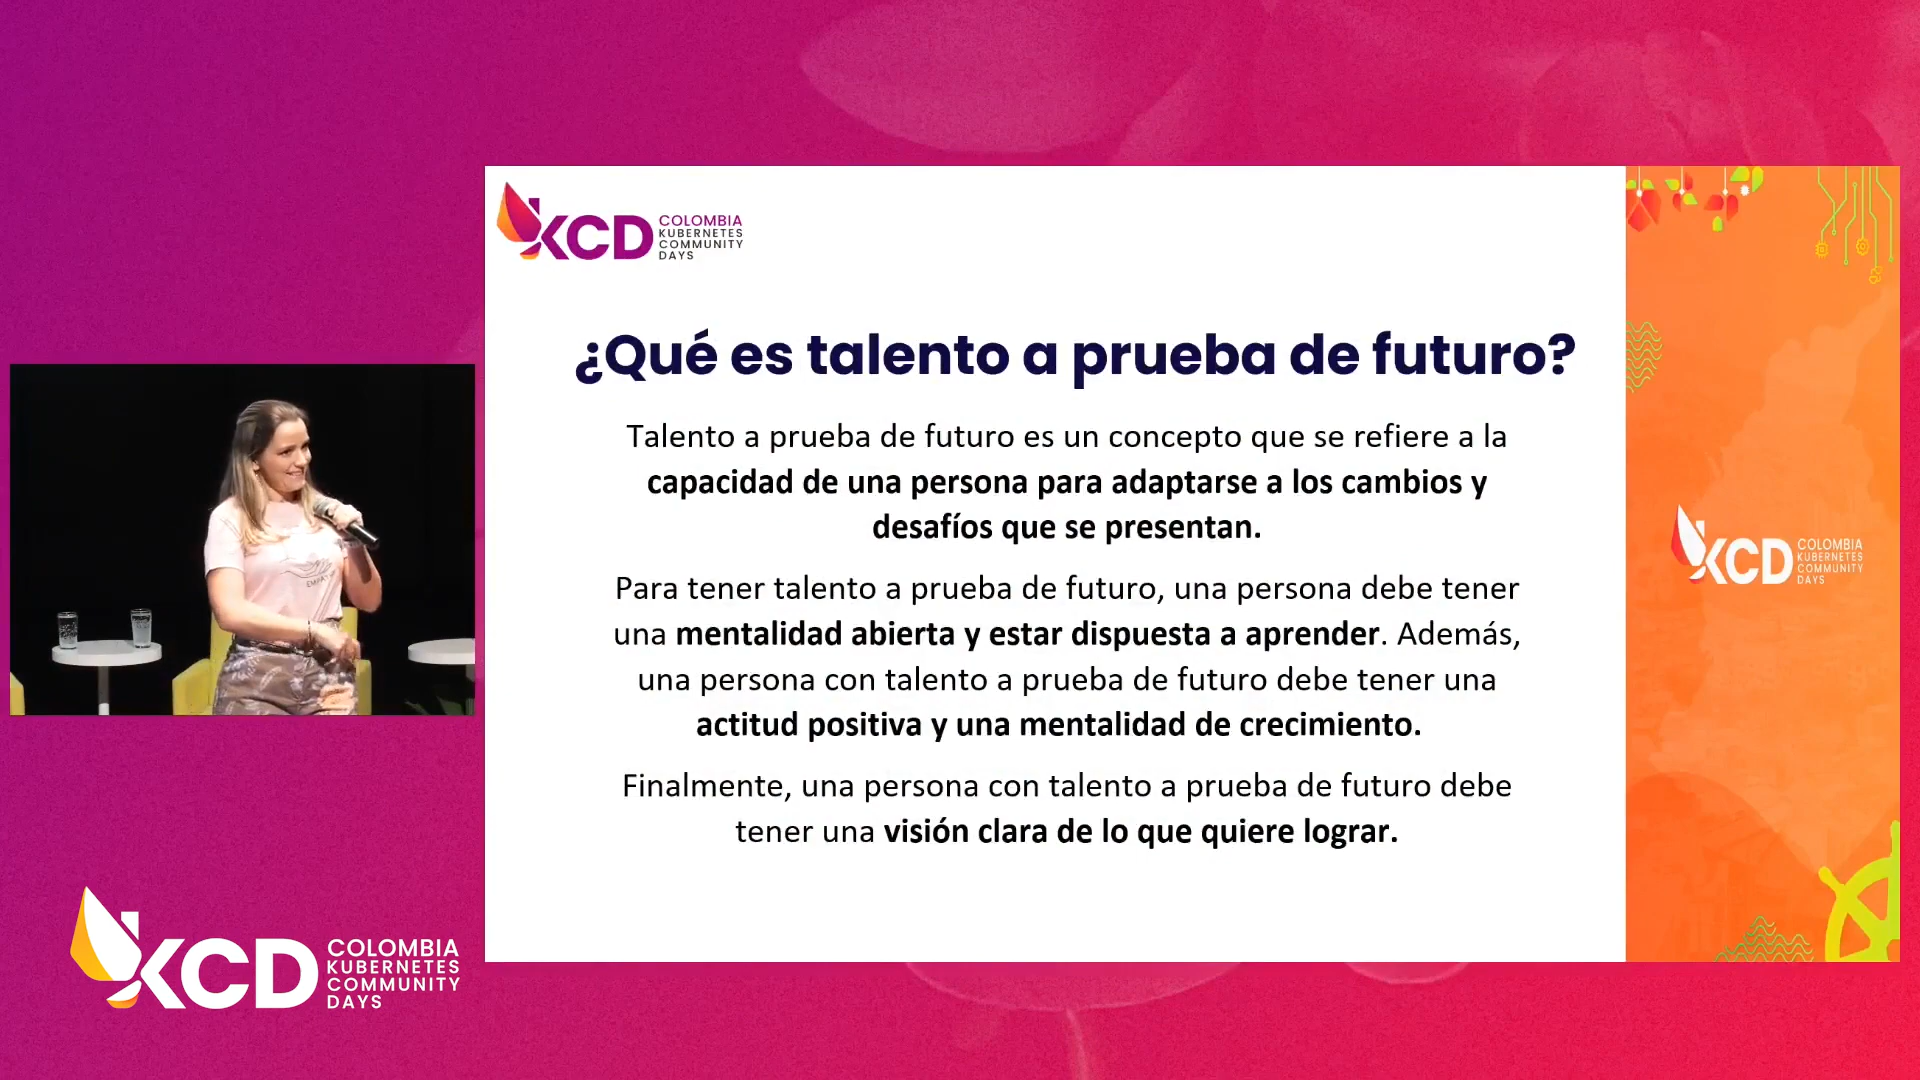 KCD COLOMBIA
KUBERNETES
COMMUNITY
DAYS
¿Qué es talento a prueba de futuro?
Talento a prueba de futuro es un concepto que se refiere a la
capacidad de una persona para adaptarse a los cambios y
desafíos que se presentan.
Para tener talento a prueba de futuro, una persona debe tener
una mentalidad abierta y estar dispuesta a aprender. Además,
una persona con talento a prueba de futuro debe tener una
actitud positiva y una mentalidad de crecimiento.
Finalmente, una persona con talento a prueba de futuro debe
tener una visión clara de lo que quiere lograr.
KCD COLOMBIA
KUBERNETES
COMMUNITY
DAYS
KCD COLOMBIA
KUBERNETES
COMMUNITY
DAYS